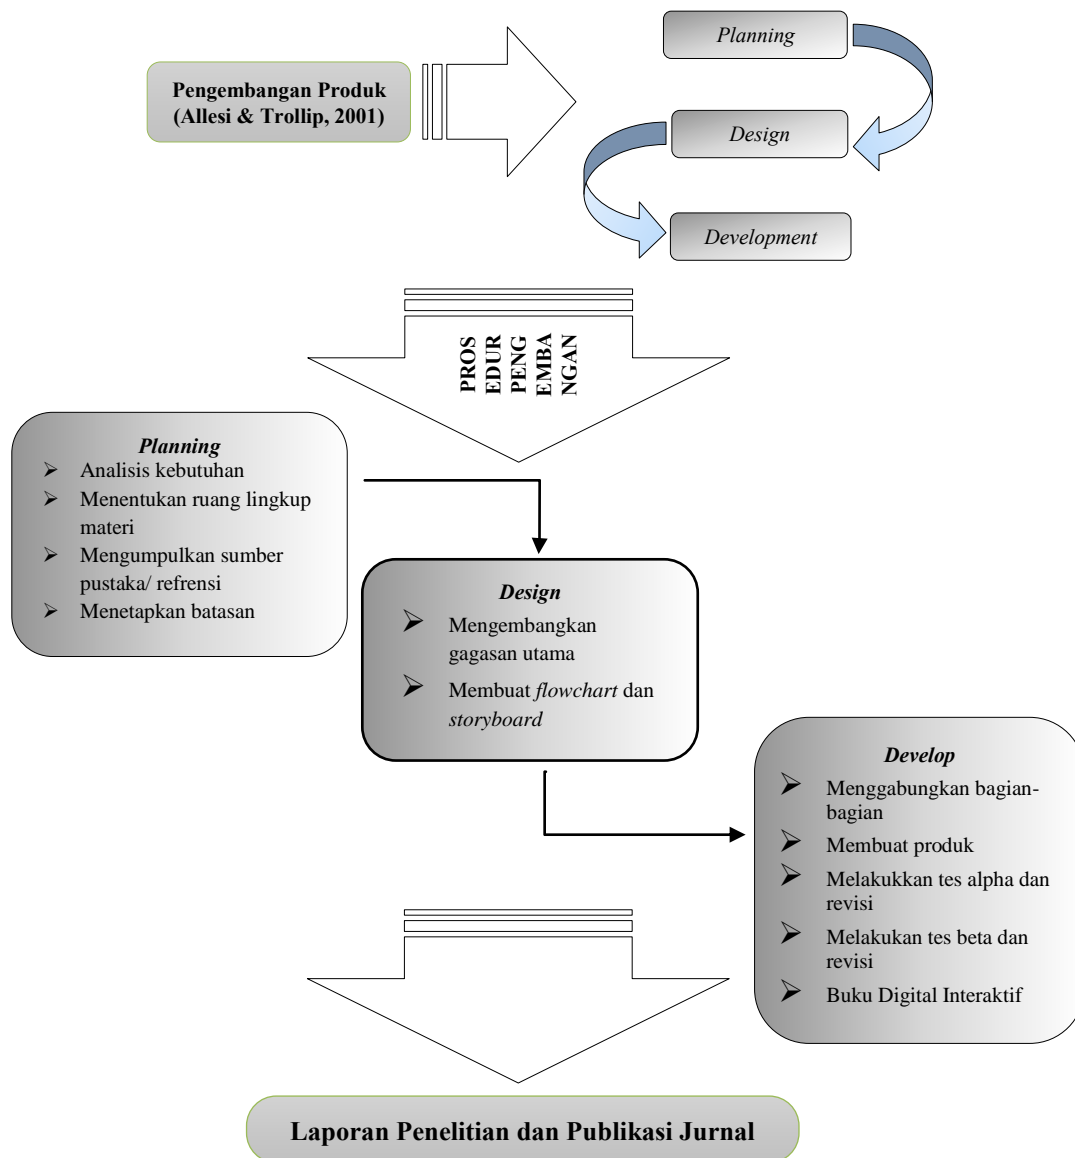 Pengembangan Produk
(Allesi & Trollip, 2001)
Planning
Design
Development
PROS
EDUR
PENG
EMBA
NGAN
Planning
➢ Analisis kebutuhan
➢ Menentukan ruang lingkup
materi
➢ Mengumpulkan sumber
pustaka/ refrensi
➢ Menetapkan batasan
Design
➢ Mengembangkan
gagasan utama
➢ Membuat flowchart dan
storyboard
Develop
➢ Menggabungkan bagian-
bagian
➢ Membuat produk
➢ Melakukkan tes alpha dan
revisi
➢ Melakukan tes beta dan
revisi
➢ Buku Digital Interaktif
Laporan Penelitian dan Publikasi Jurnal